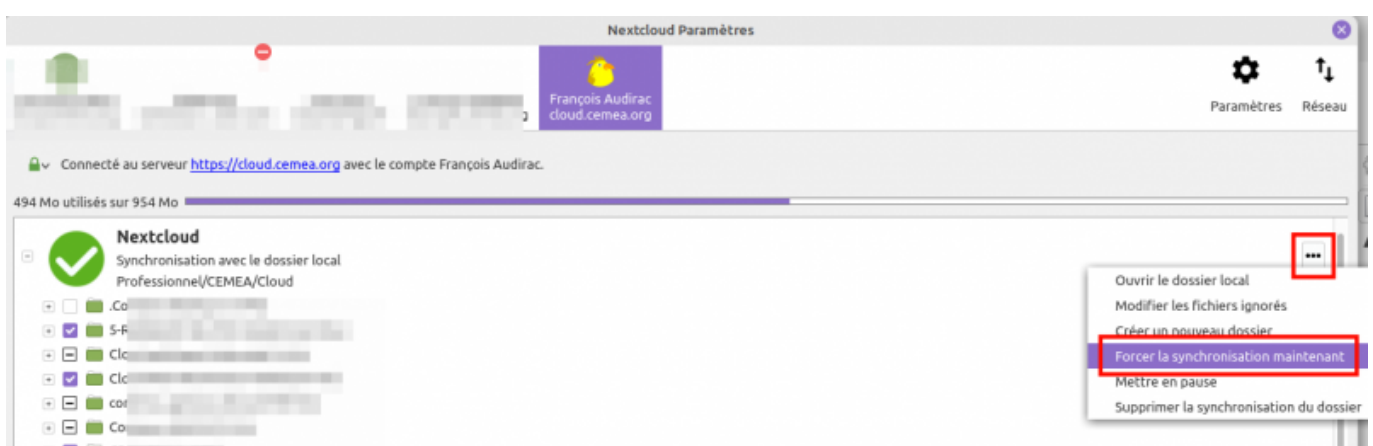 Nextcloud Paramètres
François Audirac
cloud.cemea.org
Paramètres
Réseau
Connecté au serveur https://cloud.cemea.org avec le compte François Audirac.
494 Mo utilisés sur 954 Mo
Nextcloud
Synchronisation avec le dossier local
Professionnel/CEMEA/Cloud
Ouvrir le dossier local
Modifier les fichiers ignorés
Créer un nouveau dossier
Forcer la synchronisation maintenant
Mettre en pause
Supprimer la synchronisation du dossier